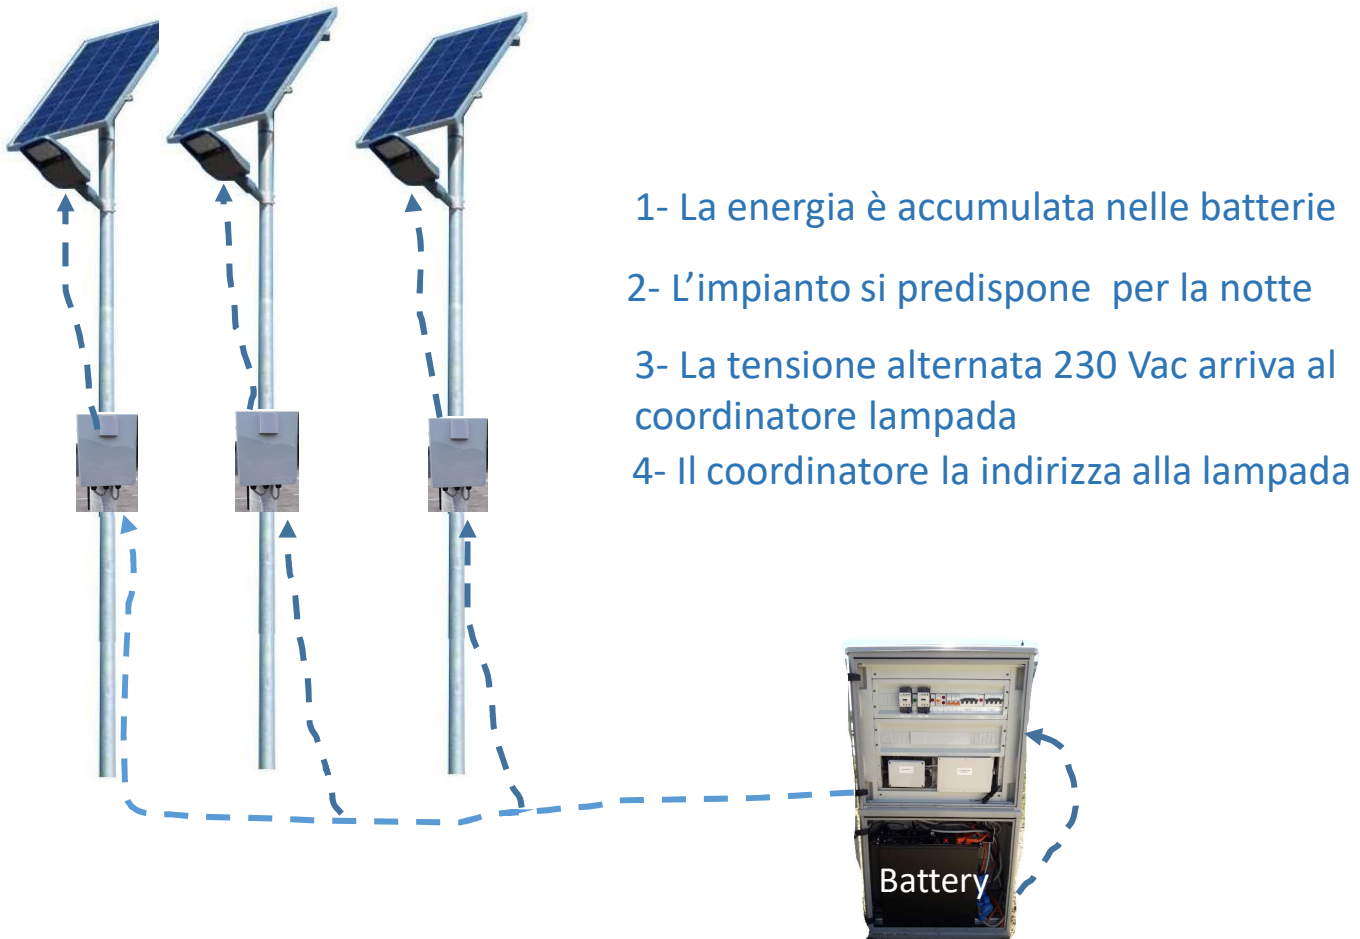 1- La energia è accumulata nelle batterie
2- L’impianto si predispone  per la notte
3- La tensione alternata 230 Vac arriva al
coordinatore lampada
4- Il coordinatore la indirizza alla lampada
Battery